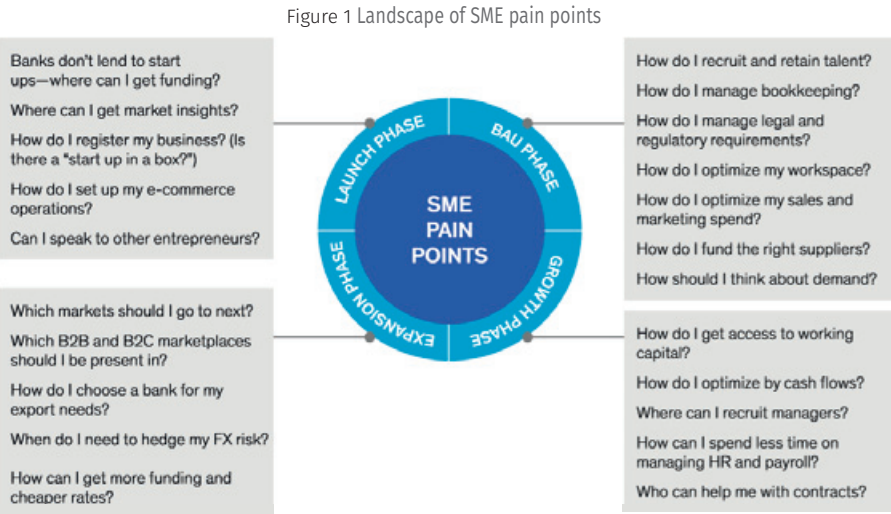 Figure 1 Landscape of SME pain points
Banks don't lend to start
ups—where can I get funding?
Where can I get market insights?
How do I register my business? (Is
there a "start up in a box?")
How do I set up my e-commerce
operations?
Can I speak to other entrepreneurs?
LAUNCH PHASE
BAU PHASE
How do I recruit and retain talent?
How do I manage bookkeeping?
How do I manage legal and
regulatory requirements?
How do I optimize my workspace?
How do I optimize my sales and
marketing spend?
How do I fund the right suppliers?
How should I think about demand?
SME
PAIN
POINTS
Which markets should I go to next?
Which B2B and B2C marketplaces
should I be present in?
How do I choose a bank for my
export needs?
When do I need to hedge my FX risk?
How can I get more funding and
cheaper rates?
EXPANSION PHASE
GROWTH PHASE
How do I get access to working
capital?
How do I optimize by cash flows?
Where can I recruit managers?
How can I spend less time on
managing HR and payroll?
Who can help me with contracts?